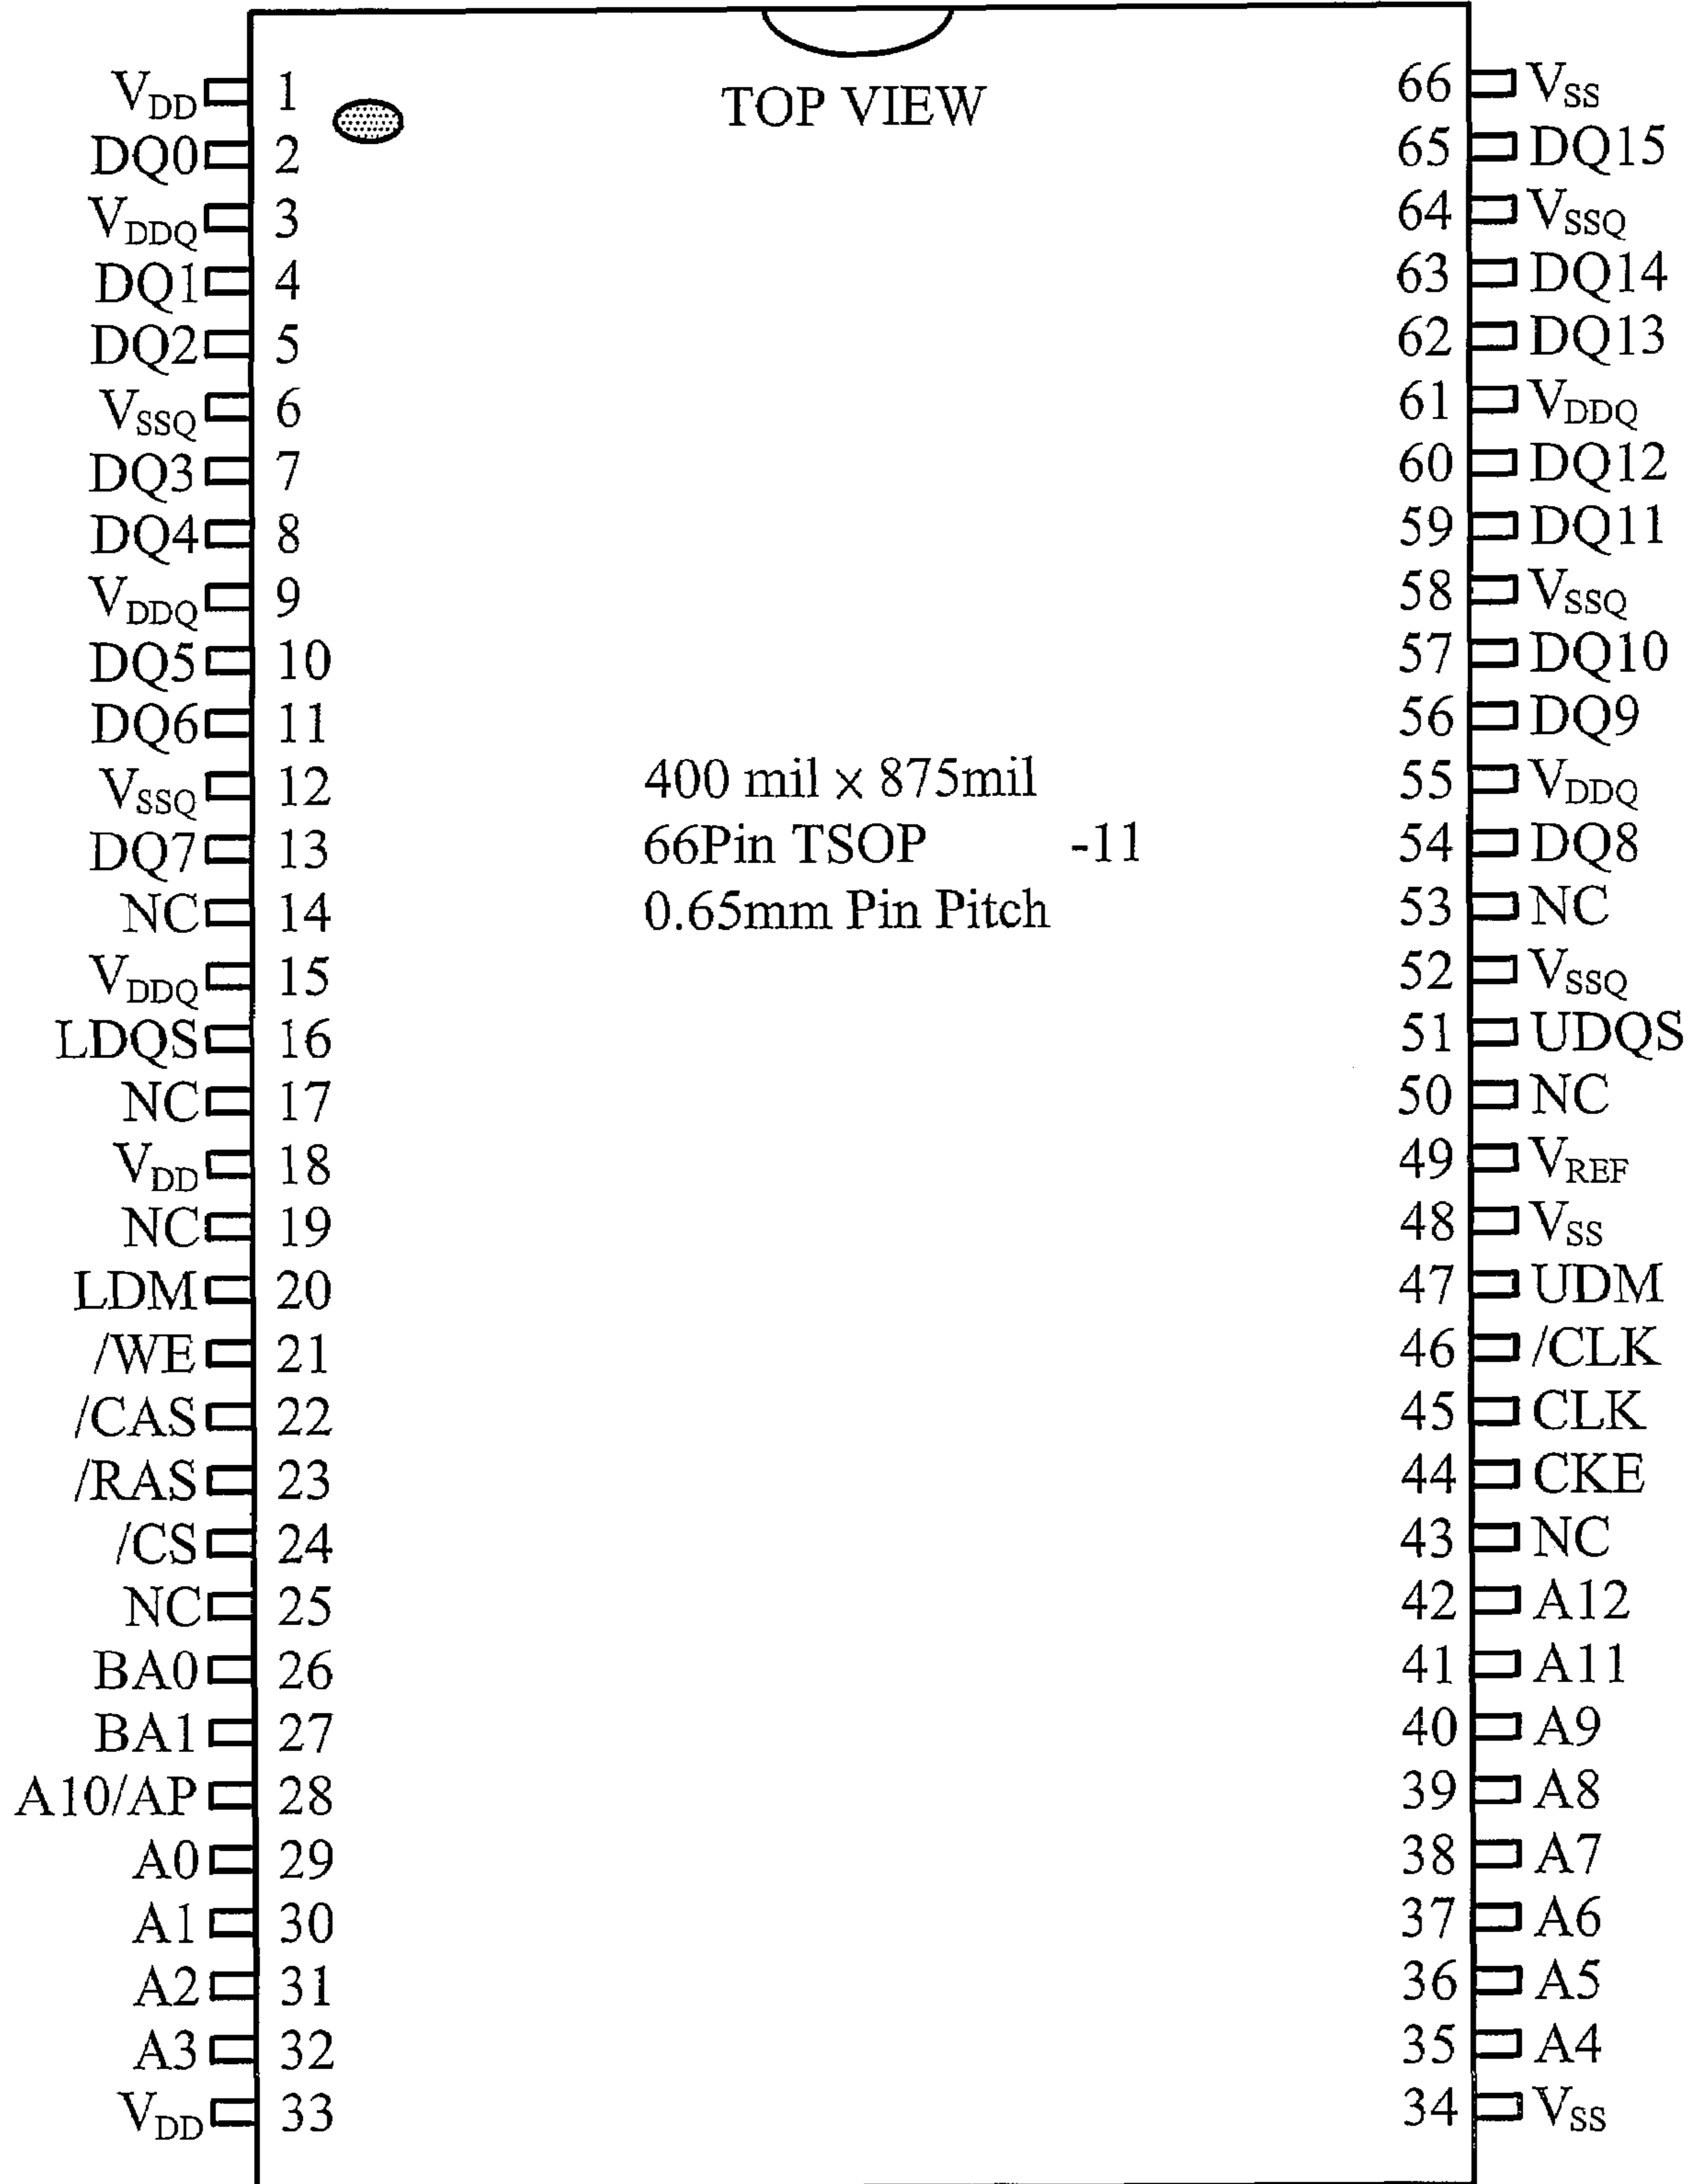 TOP VIEW
VDD 1 66 VSS
DQ0 2 65 DQ15
VDDQ 3 64 VSSQ
DQ1 4 63 DQ14
DQ2 5 62 DQ13
VSSQ 6 61 VDDQ
DQ3 7 60 DQ12
DQ4 8 59 DQ11
VDDQ 9 58 VSSQ
DQ5 10 57 DQ10
DQ6 11 56 DQ9
400 mil × 875mil
VSSQ 12 55 VDDQ
66Pin TSOP -11
DQ7 13 54 DQ8
0.65mm Pin Pitch
NC 14 53 NC
VDDQ 15 52 VSSQ
LDQS 16 51 UDQS
NC 17 50 NC
VDD 18 49 VREF
NC 19 48 VSS
LDM 20 47 UDM
/WE 21 46 /CLK
/CAS 22 45 CLK
/RAS 23 44 CKE
/CS 24 43 NC
NC 25 42 A12
BA0 26 41 A11
BA1 27 40 A9
A10/AP 28 39 A8
A0 29 38 A7
A1 30 37 A6
A2 31 36 A5
A3 32 35 A4
VDD 33 34 VSS